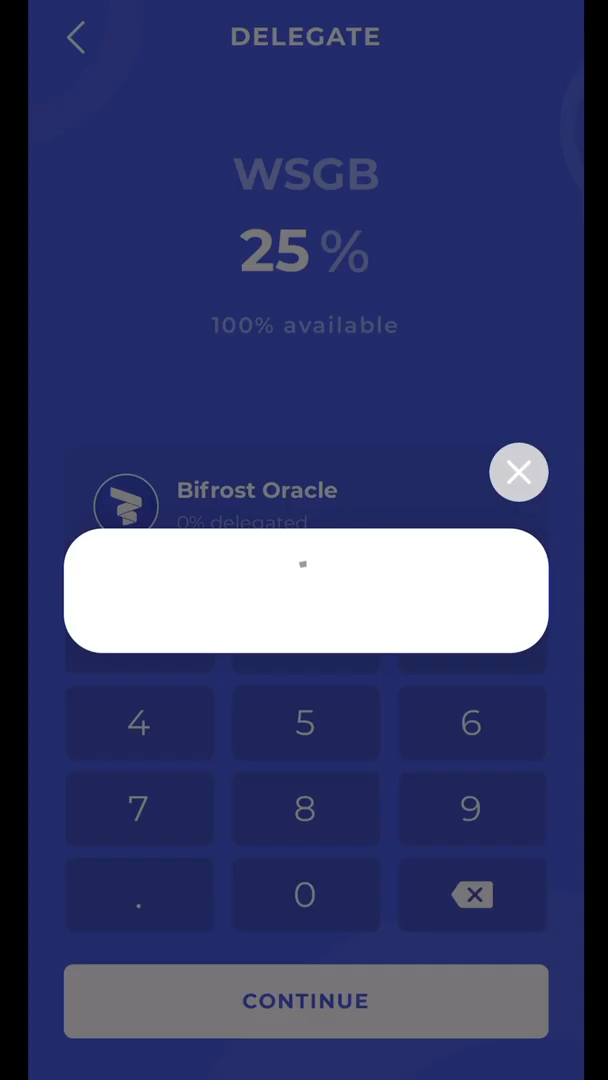 DELEGATE
WSGB
25 %
100% available
Bifrost Oracle
0% delegated
4 5 6
7 8 9
. 0
CONTINUE